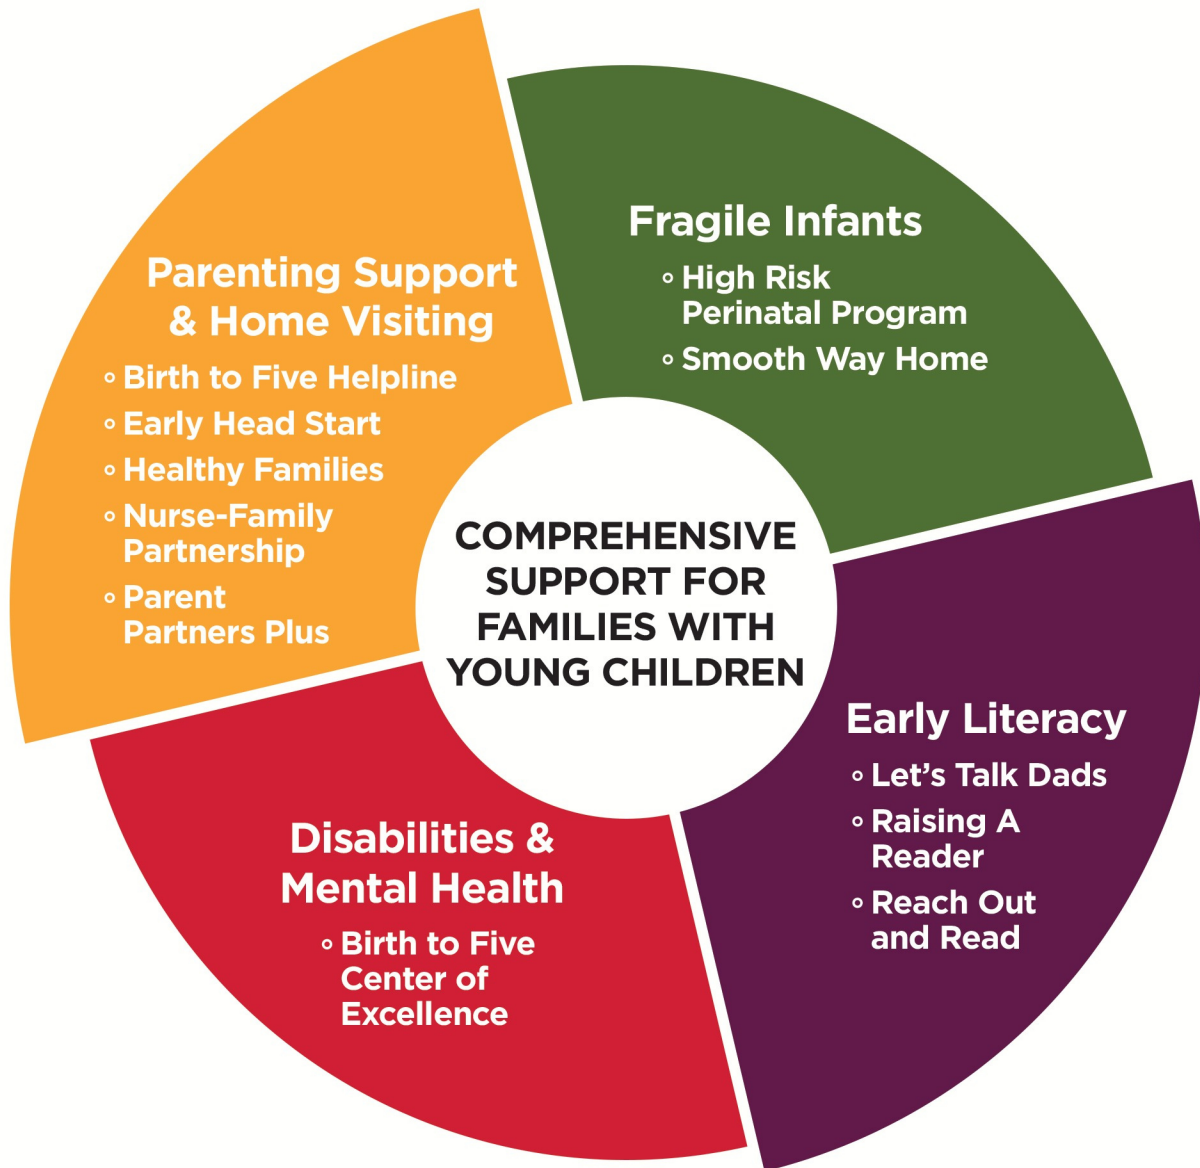 Parenting Support
& Home Visiting
Birth to Five Helpline
Early Head Start
Healthy Families
Nurse-Family
Partnership
Parent
Partners Plus
Fragile Infants
High Risk
Perinatal Program
Smooth Way Home
COMPREHENSIVE
SUPPORT FOR
FAMILIES WITH
YOUNG CHILDREN
Early Literacy
Let’s Talk Dads
Raising A
Reader
Reach Out
and Read
Disabilities &
Mental Health
Birth to Five
Center of
Excellence